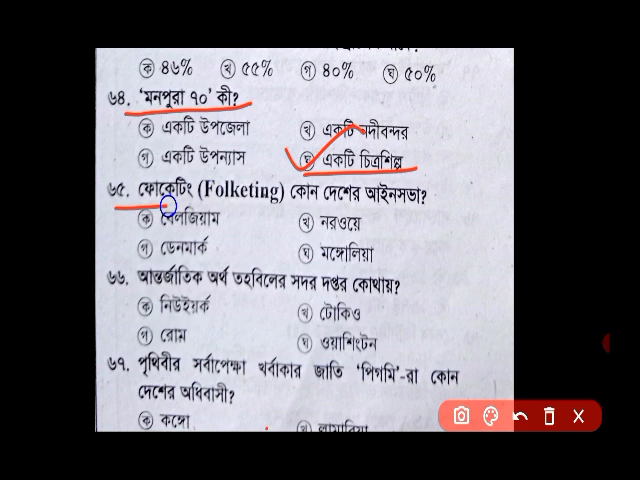 ক ৪৬% খ ৫৫% গ ৪০% ঘ ৫০%
৬৪. ‘মনপুরা ৭০’ কী?
ক একটি উপজেলা খ একটি নদীবন্দর
গ একটি উপন্যাস ঘ একটি চিত্রশিল্প
৬৫. ফোকেটিং (Folketing) কোন দেশের আইনসভা?
ক বেলজিয়াম খ নরওয়ে
গ ডেনমার্ক ঘ মঙ্গোলিয়া
৬৬. আন্তর্জাতিক অর্থ তহবিলের সদর দপ্তর কোথায়?
ক নিউইয়র্ক খ টোকিও
গ রোম ঘ ওয়াশিংটন
৬৭. পৃথিবীর সর্বাপেক্ষা খর্বাকার জাতি ‘পিগমি’-রা কোন
দেশের অধিবাসী?
ক কঙ্গো খ